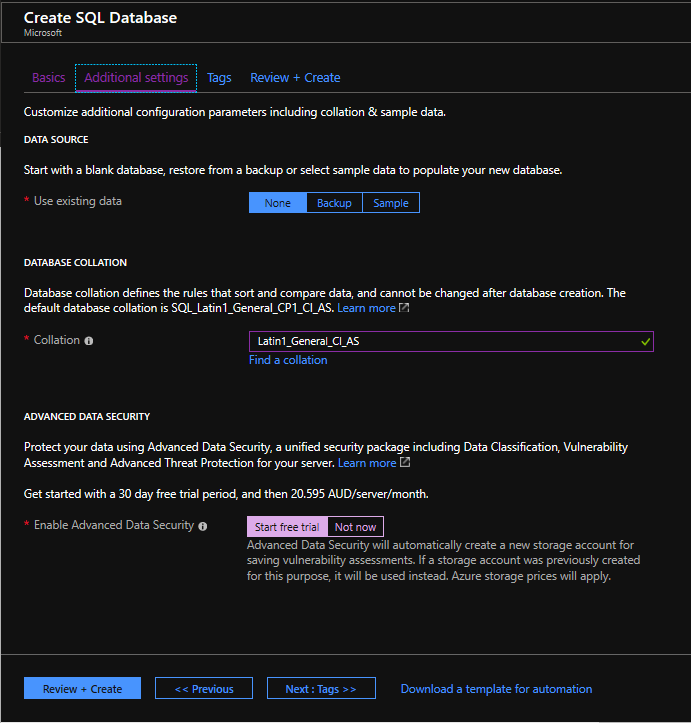 Create SQL Database
Microsoft
Basics Additional settings Tags Review + Create
Customize additional configuration parameters including collation & sample data.
DATA SOURCE
Start with a blank database, restore from a backup or select sample data to populate your new database.
* Use existing data None Backup Sample
DATABASE COLLATION
Database collation defines the rules that sort and compare data, and cannot be changed after database creation. The
default database collation is SQL_Latin1_General_CP1_CI_AS. Learn more
* Collation Latin1_General_CI_AS
Find a collation
ADVANCED DATA SECURITY
Protect your data using Advanced Data Security, a unified security package including Data Classification, Vulnerability
Assessment and Advanced Threat Protection for your server. Learn more
Get started with a 30 day free trial period, and then 20.595 AUD/server/month.
* Enable Advanced Data Security Start free trial Not now
Advanced Data Security will automatically create a new storage account for
saving vulnerability assessments. If a storage account was previously created
for this purpose, it will be used instead. Azure storage prices will apply.
Review + Create << Previous Next : Tags >> Download a template for automation